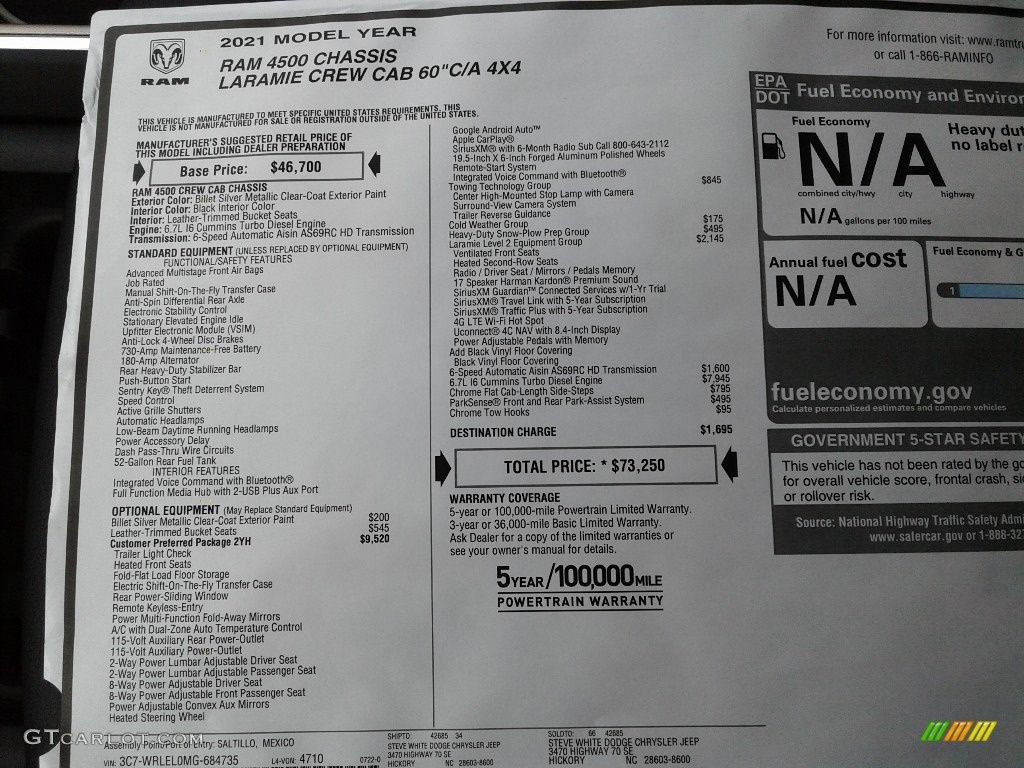 2021 MODEL YEAR
RAM 4500 CHASSIS
LARAMIE CREW CAB 60"C/A 4X4
RAM
For more information visit: www.ramtru
or call 1-866-RAMINFO
THIS VEHICLE IS MANUFACTURED TO MEET SPECIFIC UNITED STATES REQUIREMENTS. THIS
VEHICLE IS NOT MANUFACTURED FOR SALE OR REGISTRATION OUTSIDE OF THE UNITED STATES.
MANUFACTURER'S SUGGESTED RETAIL PRICE OF
THIS MODEL INCLUDING DEALER PREPARATION
Base Price: $46,700
RAM 4500 CREW CAB CHASSIS
Exterior Color: Billet Silver Metallic Clear-Coat Exterior Paint
Interior Color: Black Interior Color
Interior: Leather-Trimmed Bucket Seats
Engine: 6.7L I6 Cummins Turbo Diesel Engine
Transmission: 6-Speed Automatic Aisin AS69RC HD Transmission
STANDARD EQUIPMENT (UNLESS REPLACED BY OPTIONAL EQUIPMENT)
FUNCTIONAL/SAFETY FEATURES
Advanced Multistage Front Air Bags
Job Rated
Manual Shift-On-The-Fly Transfer Case
Anti-Spin Differential Rear Axle
Electronic Stability Control
Stationary Elevated Engine Idle
Upfitter Electronic Module (VSIM)
Anti-Lock 4-Wheel Disc Brakes
730-Amp Maintenance-Free Battery
180-Amp Alternator
Rear Heavy-Duty Stabilizer Bar
Push-Button Start
Sentry Key® Theft Deterrent System
Speed Control
Active Grille Shutters
Automatic Headlamps
Low-Beam Daytime Running Headlamps
Power Accessory Delay
Dash Pass-Thru Wire Circuits
52-Gallon Rear Fuel Tank
INTERIOR FEATURES
Integrated Voice Command with Bluetooth®
Full Function Media Hub with 2-USB Plus Aux Port
OPTIONAL EQUIPMENT (May Replace Standard Equipment)
Billet Silver Metallic Clear-Coat Exterior Paint $200
Leather-Trimmed Bucket Seats $545
Customer Preferred Package 2YH $9,520
Trailer Light Check
Heated Front Seats
Fold-Flat Load Floor Storage
Electric Shift-On-The-Fly Transfer Case
Rear Power-Sliding Window
Remote Keyless-Entry
Power Multi-Function Fold-Away Mirrors
A/C with Dual-Zone Auto Temperature Control
115-Volt Auxiliary Rear Power-Outlet
115-Volt Auxiliary Power-Outlet
2-Way Power Lumbar Adjustable Driver Seat
2-Way Power Lumbar Adjustable Passenger Seat
8-Way Power Adjustable Driver Seat
8-Way Power Adjustable Front Passenger Seat
Power Adjustable Convex Aux Mirrors
Heated Steering Wheel
Google Android Auto™
Apple CarPlay®
SiriusXM® with 6-Month Radio Sub Call 800-643-2112
19.5-Inch X 6-Inch Forged Aluminum Polished Wheels
Remote-Start System
Integrated Voice Command with Bluetooth®
Towing Technology Group $845
Center High-Mounted Stop Lamp with Camera
Surround-View Camera System
Trailer Reverse Guidance
Cold Weather Group $175
Heavy-Duty Snow-Plow Prep Group $495
Laramie Level 2 Equipment Group $2,145
Ventilated Front Seats
Heated Second-Row Seats
Radio / Driver Seat / Mirrors / Pedals Memory
17 Speaker Harman Kardon® Premium Sound
SiriusXM Guardian™ Connected Services w/1-Yr Trial
SiriusXM® Travel Link with 5-Year Subscription
SiriusXM® Traffic Plus with 5-Year Subscription
4G LTE Wi-Fi Hot Spot
Uconnect® 4C NAV with 8.4-Inch Display
Power Adjustable Pedals with Memory
Add Black Vinyl Floor Covering
Black Vinyl Floor Covering
6-Speed Automatic Aisin AS69RC HD Transmission $1,600
6.7L I6 Cummins Turbo Diesel Engine $7,945
Chrome Flat Cab-Length Side-Steps $795
ParkSense® Front and Rear Park-Assist System $495
Chrome Tow Hooks $95
DESTINATION CHARGE $1,695
TOTAL PRICE: * $73,250
WARRANTY COVERAGE
5-year or 100,000-mile Powertrain Limited Warranty.
3-year or 36,000-mile Basic Limited Warranty.
Ask Dealer for a copy of the limited warranties or
see your owner's manual for details.
5YEAR/100,000MILE
POWERTRAIN WARRANTY
EPA
DOT
Fuel Economy and Environ
Fuel Economy
N/A
combined city/hwy city highway
N/A gallons per 100 miles
Heavy dut
no label r
Annual fuel cost
N/A
Fuel Economy & G
1
fueleconomy.gov
Calculate personalized estimates and compare vehicles
GOVERNMENT 5-STAR SAFETY
This vehicle has not been rated by the go
for overall vehicle score, frontal crash, si
or rollover risk.
Source: National Highway Traffic Safety Admi
www.safercar.gov or 1-888-327
Assembly Point/Port of Entry: SALTILLO, MEXICO
VIN: 3C7-WRLEL0MG-684735 L4-VON: 4710 0722-0
SHIPTO: 42685 34
STEVE WHITE DODGE CHRYSLER JEEP
3470 HIGHWAY 70 SE
HICKORY NC 28603-8600
SOLDTO: 66 42685
STEVE WHITE DODGE CHRYSLER JEEP
3470 HIGHWAY 70 SE
HICKORY NC 28603-8600
GTcarlot.com